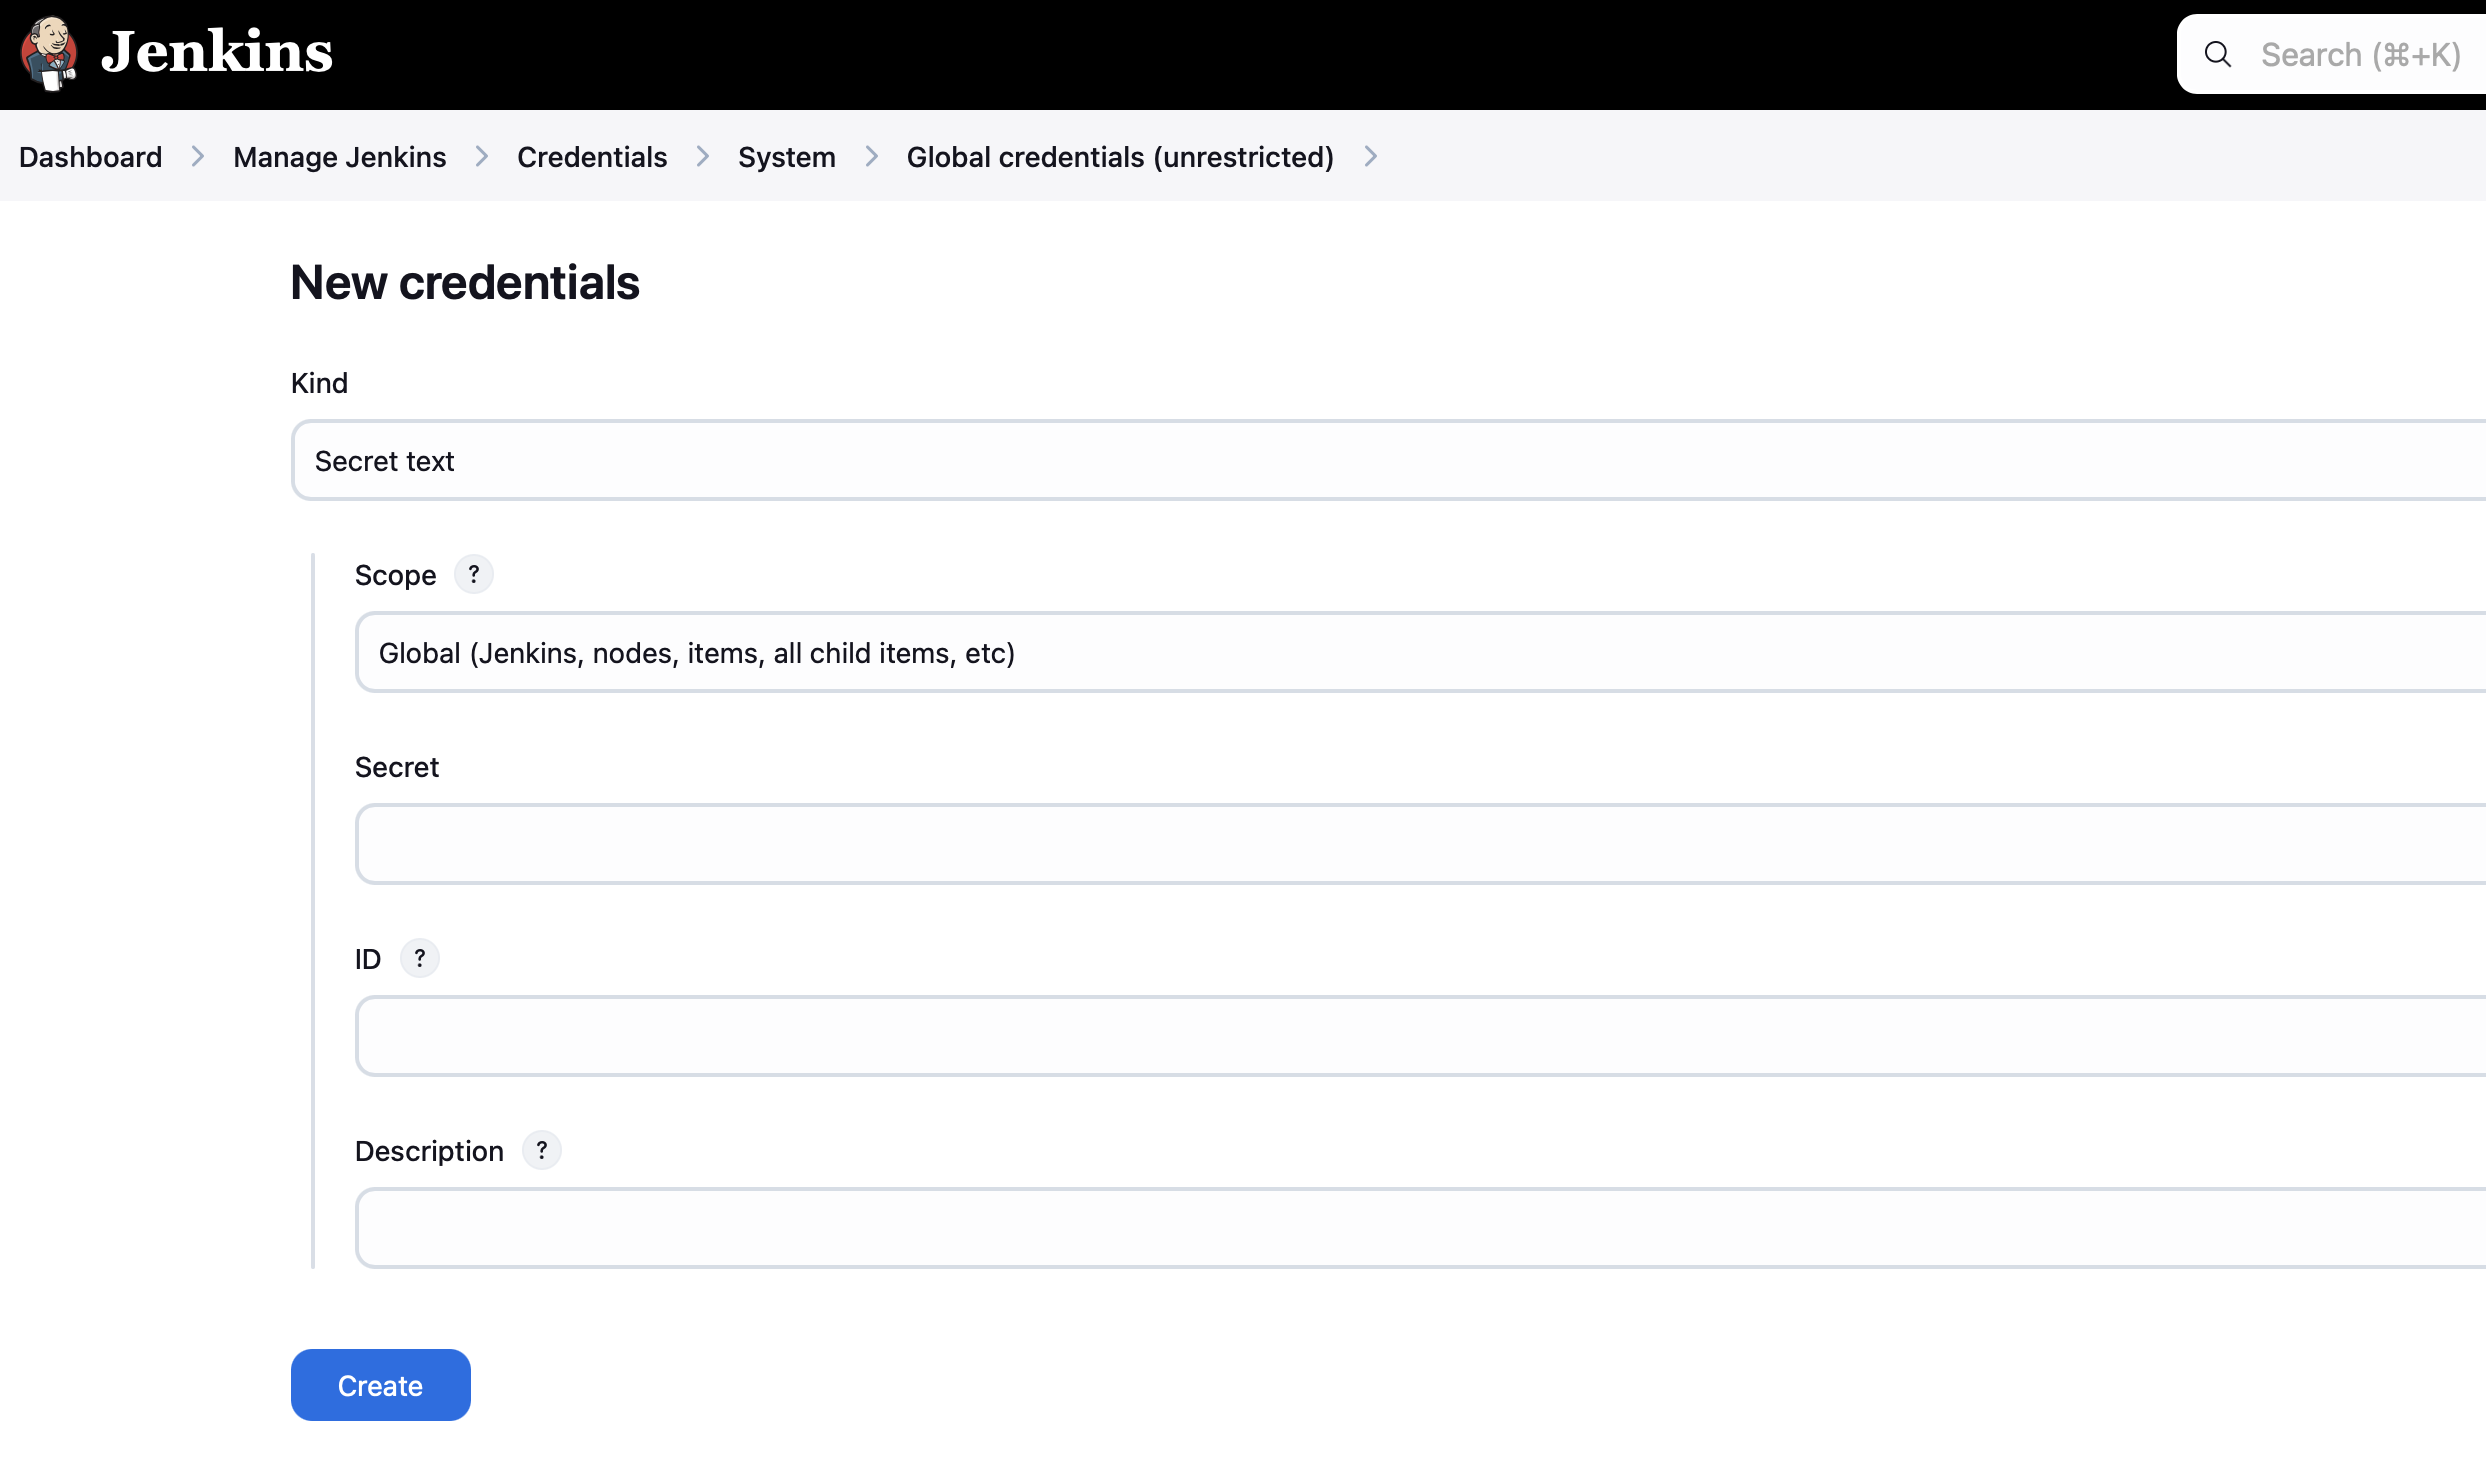 Jenkins
Search (⌘+K)
Dashboard > Manage Jenkins > Credentials > System > Global credentials (unrestricted) >
New credentials
Kind
Secret text
Scope ?
Global (Jenkins, nodes, items, all child items, etc)
Secret
ID ?
Description ?
Create